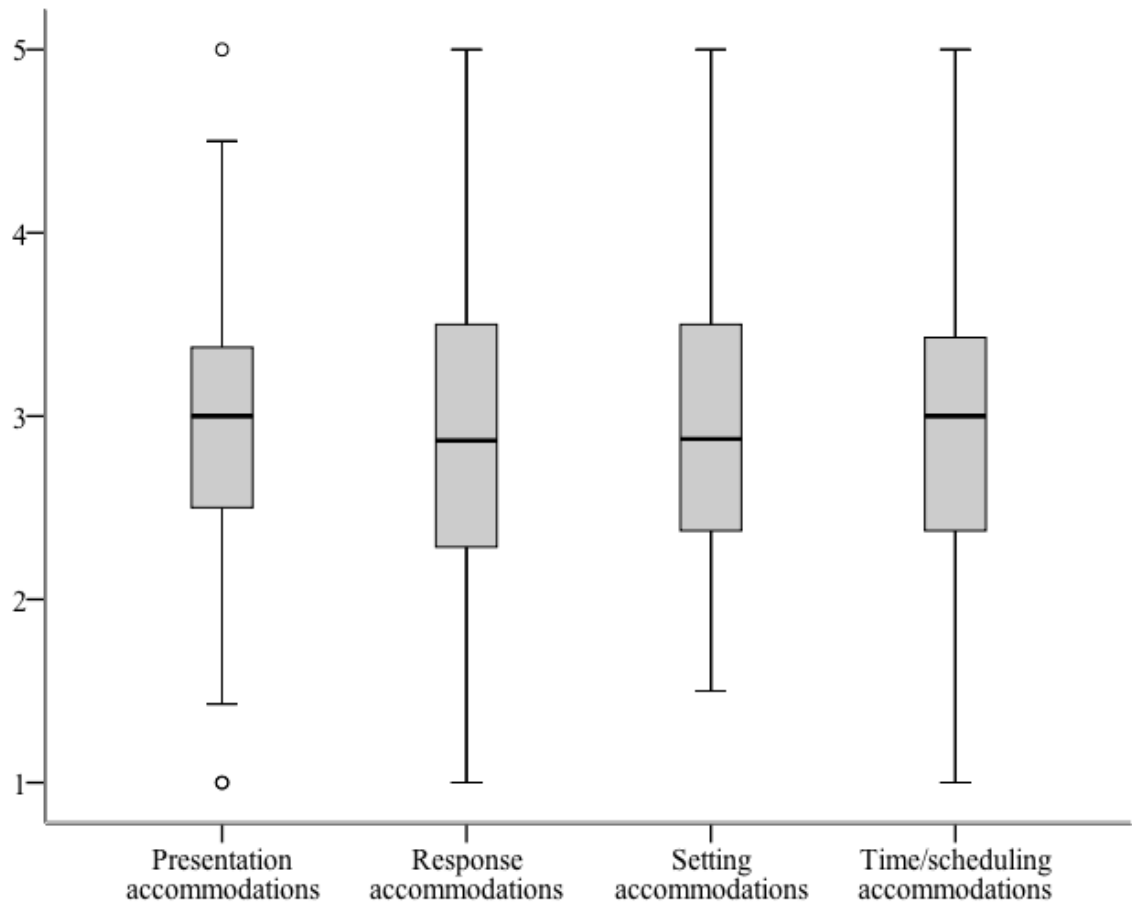 5
4
3
2
1
Presentation accommodations
Response accommodations
Setting accommodations
Time/scheduling accommodations